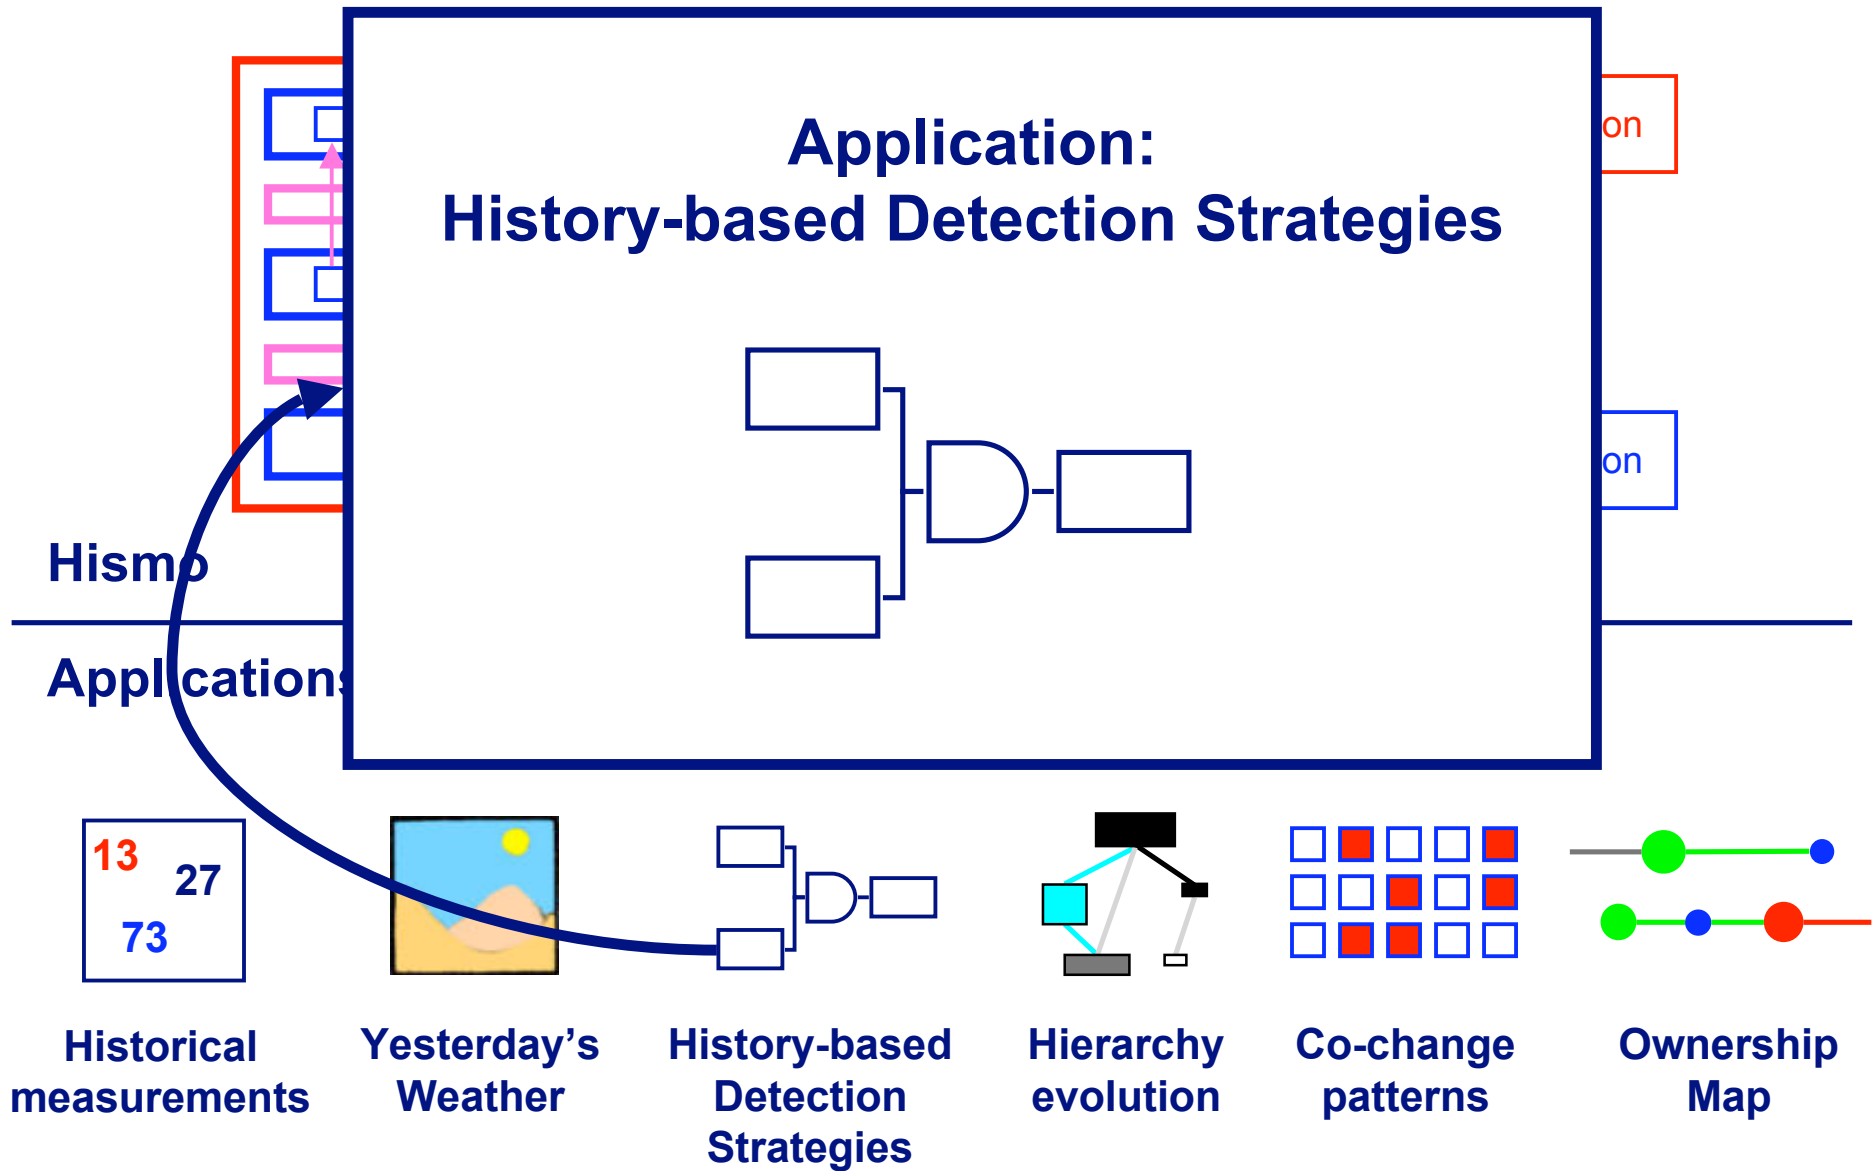 Application:
History-based Detection Strategies
on
on
Hismo
Applications
13
27
73
Historical
measurements
Yesterday’s
Weather
History-based
Detection
Strategies
Hierarchy
evolution
Co-change
patterns
Ownership
Map